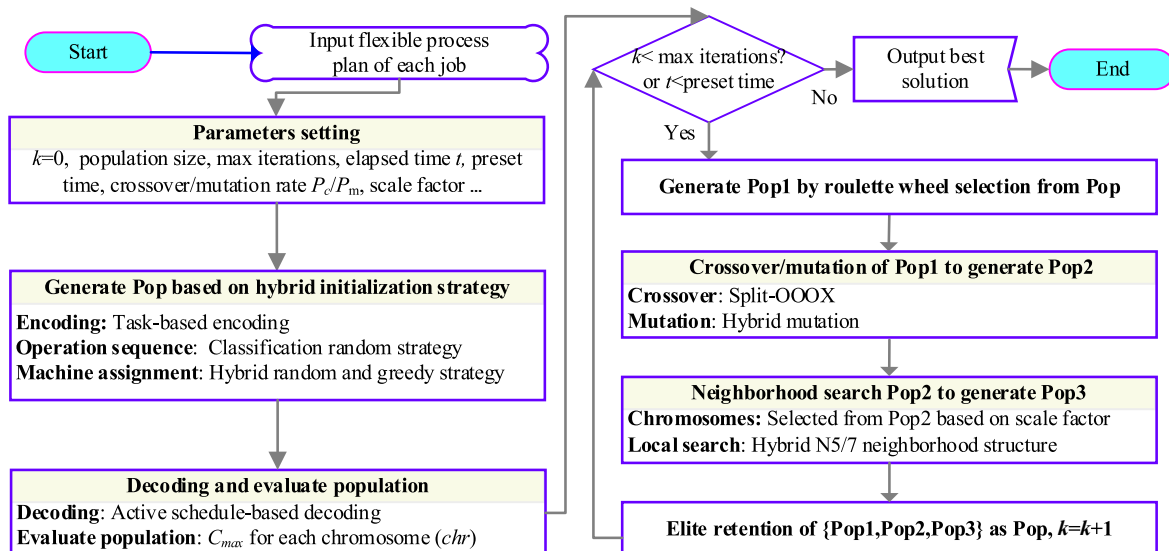 Start
Input flexible process
plan of each job
Parameters setting
k=0, population size, max iterations, elapsed time t, preset
time, crossover/mutation rate Pc/Pm, scale factor ...
Generate Pop based on hybrid initialization strategy
Encoding: Task-based encoding
Operation sequence: Classification random strategy
Machine assignment: Hybrid random and greedy strategy
Decoding and evaluate population
Decoding: Active schedule-based decoding
Evaluate population: Cmax for each chromosome (chr)
k< max iterations?
or t<preset time
No
Yes
Output best
solution
End
Generate Pop1 by roulette wheel selection from Pop
Crossover/mutation of Pop1 to generate Pop2
Crossover: Split-OOOX
Mutation: Hybrid mutation
Neighborhood search Pop2 to generate Pop3
Chromosomes: Selected from Pop2 based on scale factor
Local search: Hybrid N5/7 neighborhood structure
Elite retention of {Pop1,Pop2,Pop3} as Pop, k=k+1